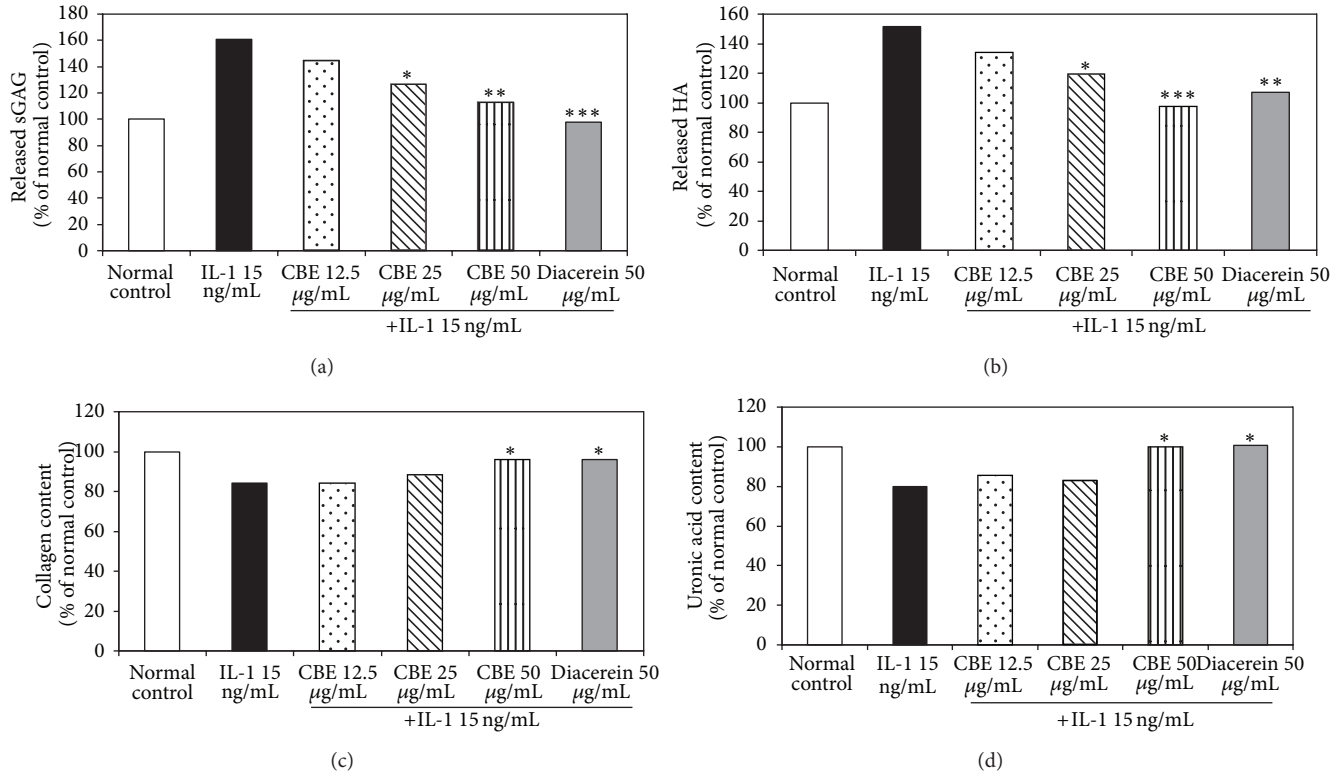 Released sGAG
(% of normal control)
180
160
140
120
100
80
60
40
20
0
*
**
***
Normal
control
IL-1 15
ng/mL
CBE 12.5
μg/mL
CBE 25
μg/mL
CBE 50
μg/mL
Diacerein 50
μg/mL
+IL-1 15 ng/mL
(a)
Released HA
(% of normal control)
160
140
120
100
80
60
40
20
0
*
***
**
Normal
control
IL-1 15
ng/mL
CBE 12.5
μg/mL
CBE 25
μg/mL
CBE 50
μg/mL
Diacerein 50
μg/mL
+IL-1 15 ng/mL
(b)
Collagen content
(% of normal control)
120
100
80
60
40
20
0
*
*
Normal
control
IL-1 15
ng/mL
CBE 12.5
μg/mL
CBE 25
μg/mL
CBE 50
μg/mL
Diacerein 50
μg/mL
+IL-1 15 ng/mL
(c)
Uronic acid content
(% of normal control)
120
100
80
60
40
20
0
*
*
Normal
control
IL-1 15
ng/mL
CBE 12.5
μg/mL
CBE 25
μg/mL
CBE 50
μg/mL
Diacerein 50
μg/mL
+IL-1 15 ng/mL
(d)